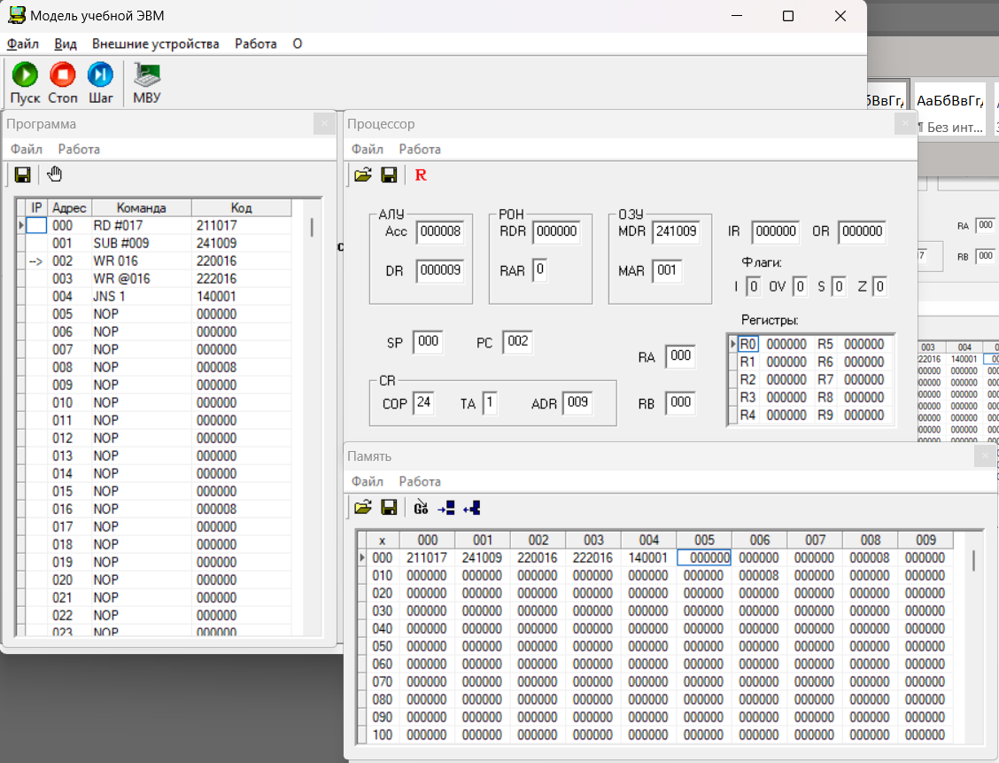 Модель учебной ЭВМ
Файл Вид Внешние устройства Работа О
Пуск Стоп Шаг МВУ
АаБбВвГг,
¶ Без инт...
Программа
Файл Работа
IP Адрес Команда Код
000 RD #017 211017
001 SUB #009 241009
--> 002 WR 016 220016
003 WR @016 222016
004 JNS 1 140001
005 NOP 000000
006 NOP 000000
007 NOP 000000
008 NOP 000008
009 NOP 000000
010 NOP 000000
011 NOP 000000
012 NOP 000000
013 NOP 000000
014 NOP 000000
015 NOP 000000
016 NOP 000008
017 NOP 000000
018 NOP 000000
019 NOP 000000
020 NOP 000000
021 NOP 000000
022 NOP 000000
023 NOP 000000
Процессор
Файл Работа
R
АЛУ РОН ОЗУ
Acc 000008 RDR 000000 MDR 241009 IR 000000 OR 000000
DR 000009 RAR 0 MAR 001
Флаги:
I 0 OV 0 S 0 Z 0
SP 000 PC 002 RA 000
CR
COP 24 TA 1 ADR 009 RB 000
Регистры:
R0 000000 R5 000000
R1 000000 R6 000000
R2 000000 R7 000000
R3 000000 R8 000000
R4 000000 R9 000000
RA 000
RB 000
003 004
22016 140001
Память
Файл Работа
Go
x 000 001 002 003 004 005 006 007 008 009
000 211017 241009 220016 222016 140001 000000 000000 000000 000008 000000
010 000000 000000 000000 000000 000000 000000 000008 000000 000000 000000
020 000000 000000 000000 000000 000000 000000 000000 000000 000000 000000
030 000000 000000 000000 000000 000000 000000 000000 000000 000000 000000
040 000000 000000 000000 000000 000000 000000 000000 000000 000000 000000
050 000000 000000 000000 000000 000000 000000 000000 000000 000000 000000
060 000000 000000 000000 000000 000000 000000 000000 000000 000000 000000
070 000000 000000 000000 000000 000000 000000 000000 000000 000000 000000
080 000000 000000 000000 000000 000000 000000 000000 000000 000000 000000
090 000000 000000 000000 000000 000000 000000 000000 000000 000000 000000
100 000000 000000 000000 000000 000000 000000 000000 000000 000000 000000